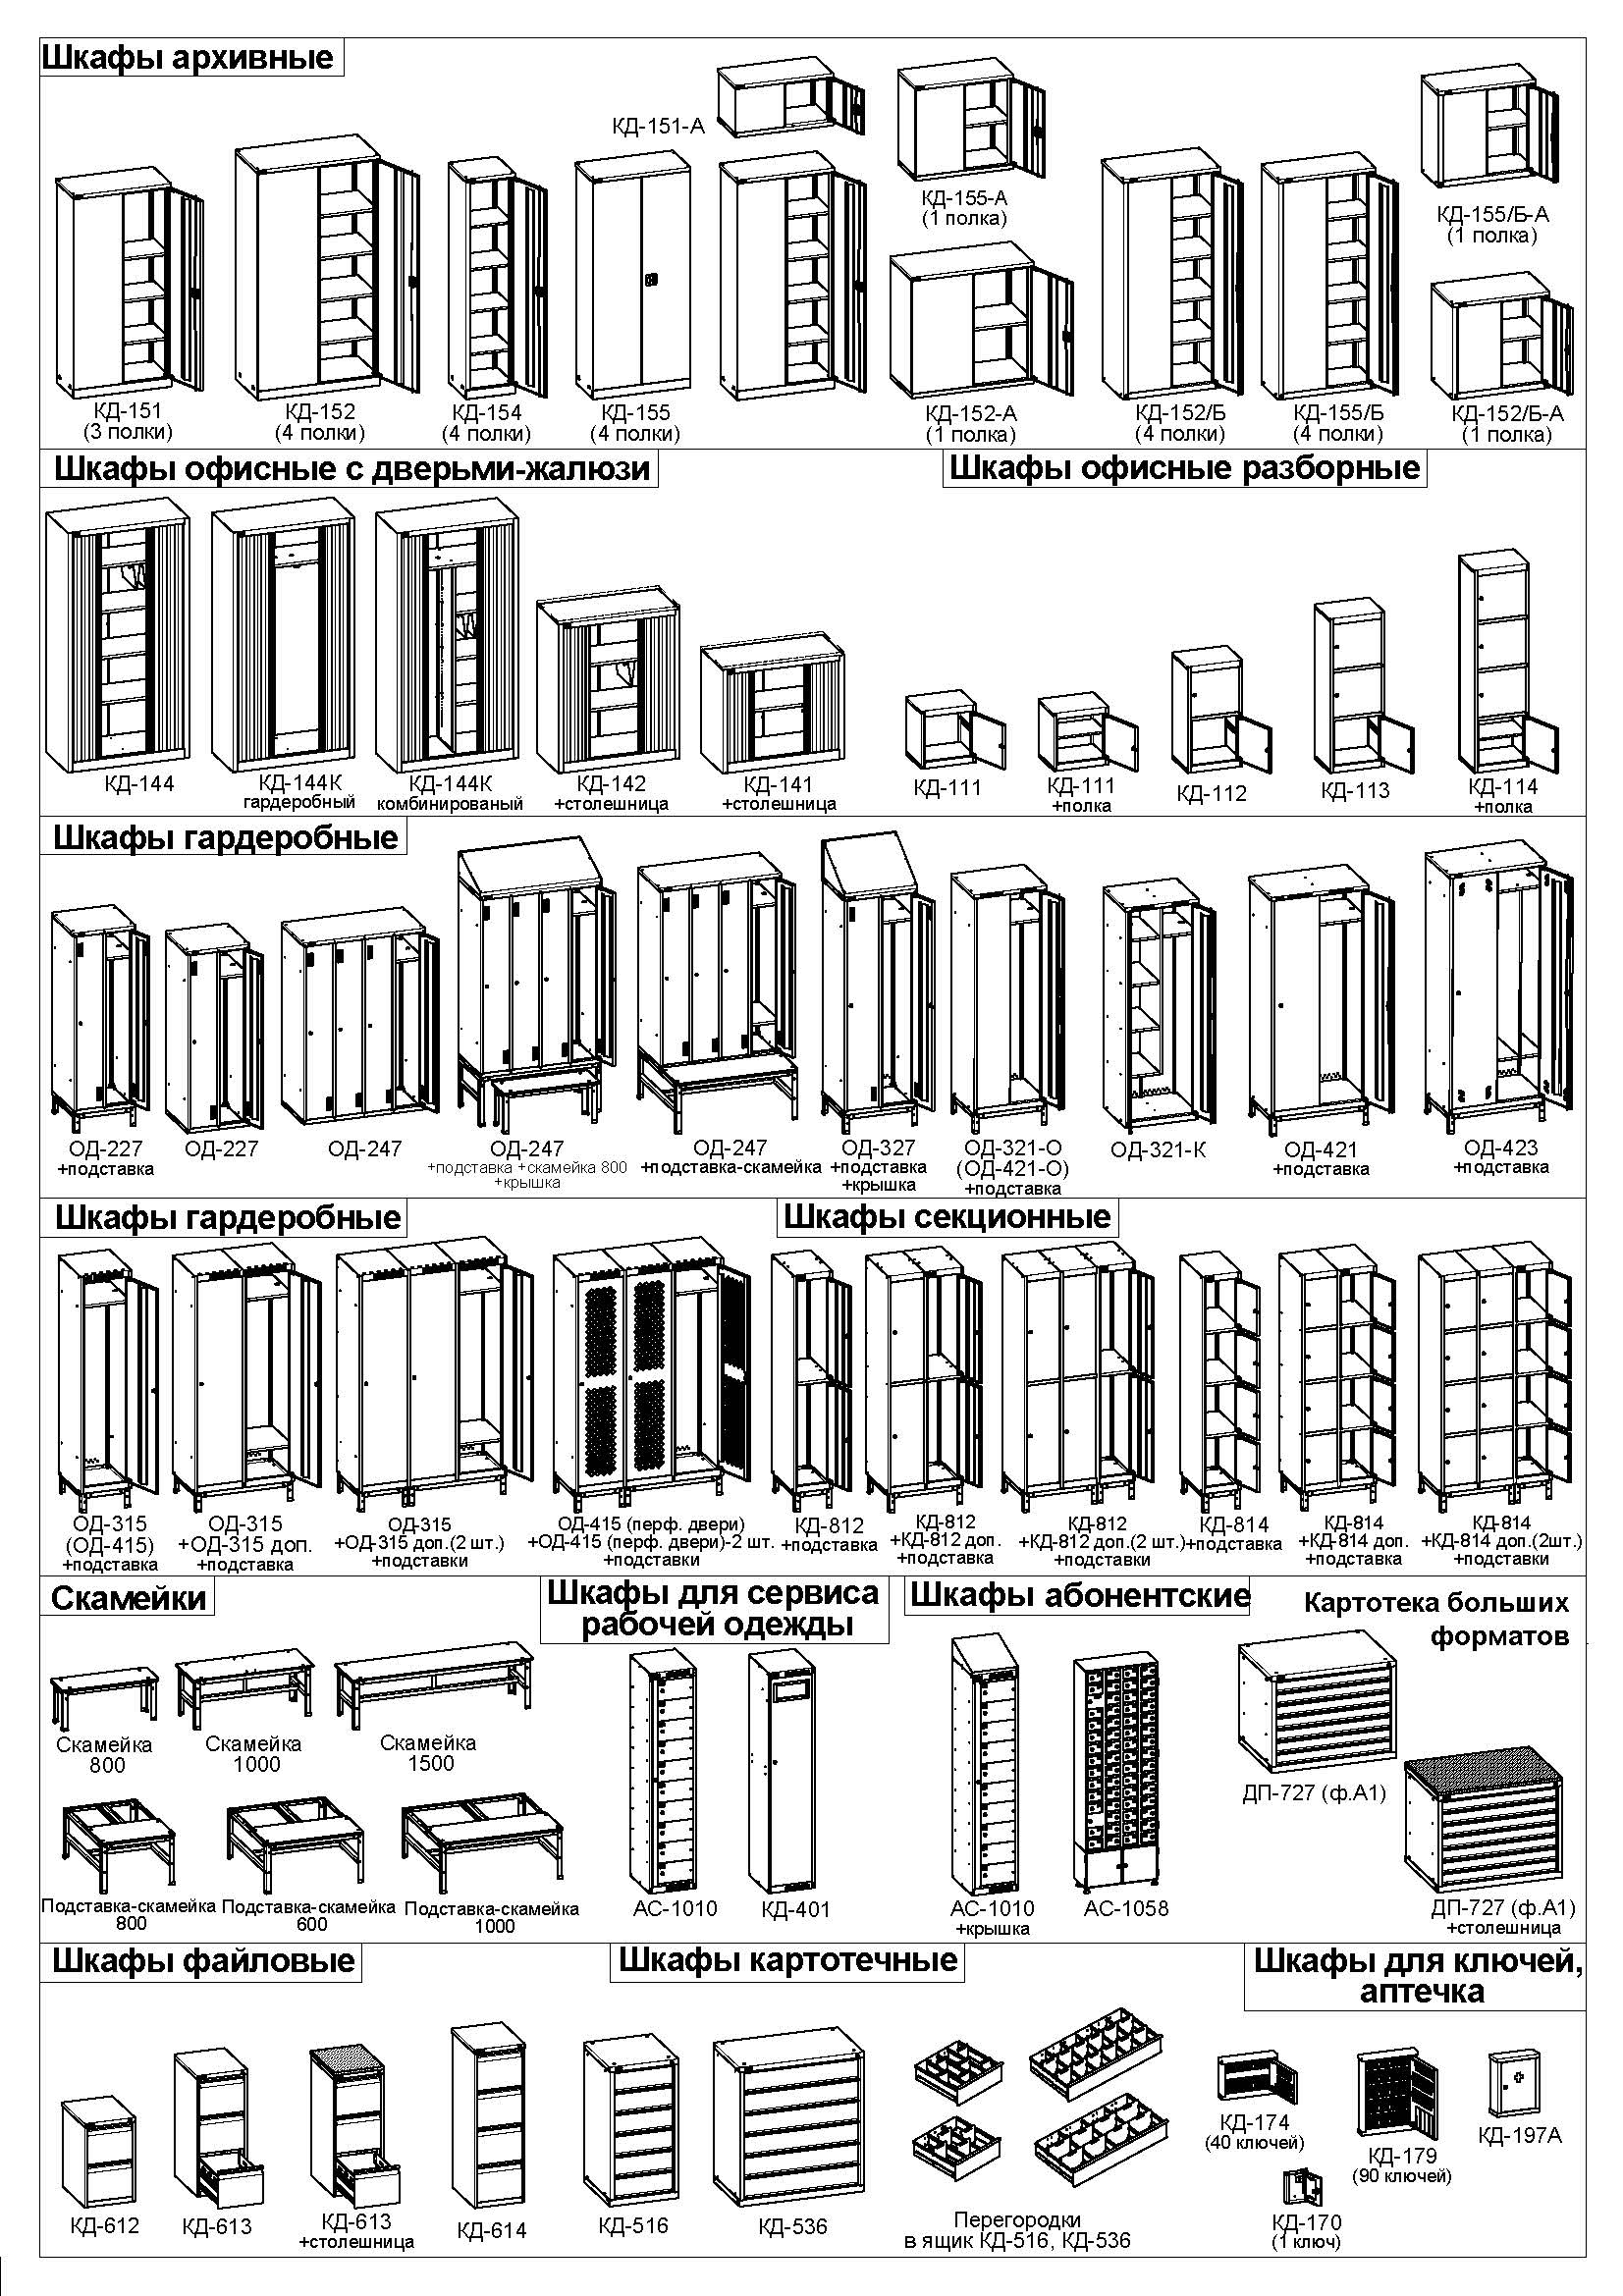 Шкафы архивные
КД-151-А
КД-155-А
(1 полка)
КД-155/Б-А
(1 полка)
КД-151
(3 полки)
КД-152
(4 полки)
КД-154
(4 полки)
КД-155
(4 полки)
КД-152-А
(1 полка)
КД-152/Б
(4 полки)
КД-155/Б
(4 полки)
КД-152/Б-А
(1 полка)
Шкафы офисные с дверьми-жалюзи
Шкафы офисные разборные
КД-144
КД-144К
гардеробный
КД-144К
комбинированый
КД-142
+столешница
КД-141
+столешница
КД-111
КД-111
+полка
КД-112
КД-113
КД-114
+полка
Шкафы гардеробные
ОД-227
+подставка
ОД-227
ОД-247
ОД-247
+подставка +скамейка 800
+крышка
ОД-247
+подставка-скамейка
ОД-327
+подставка
+крышка
ОД-321-О
(ОД-421-О)
+подставка
ОД-321-К
ОД-421
+подставка
ОД-423
+подставка
Шкафы гардеробные
Шкафы секционные
ОД-315
(ОД-415)
+подставка
ОД-315
+ОД-315 доп.
+подставка
ОД-315
+ОД-315 доп.(2 шт.)
+подставки
ОД-415 (перф. двери)
+ОД-415 (перф. двери)-2 шт.
+подставки
КД-812
+подставка
КД-812
+КД-812 доп.
+подставка
КД-812
+КД-812 доп.(2 шт.)
+подставки
КД-814
+подставка
КД-814
+КД-814 доп.
+подставка
КД-814
+КД-814 доп.(2шт.)
+подставки
Скамейки
Шкафы для сервиса
рабочей одежды
Шкафы абонентские
Картотека больших
форматов
Скамейка
800
Скамейка
1000
Скамейка
1500
Подставка-скамейка
800
Подставка-скамейка
600
Подставка-скамейка
1000
АС-1010
КД-401
АС-1010
+крышка
АС-1058
ДП-727 (ф.А1)
ДП-727 (ф.А1)
+столешница
Шкафы файловые
Шкафы картотечные
Шкафы для ключей,
аптечка
КД-612
КД-613
КД-613
+столешница
КД-614
КД-516
КД-536
Перегородки
в ящик КД-516, КД-536
КД-174
(40 ключей)
КД-179
(90 ключей)
КД-197А
КД-170
(1 ключ)